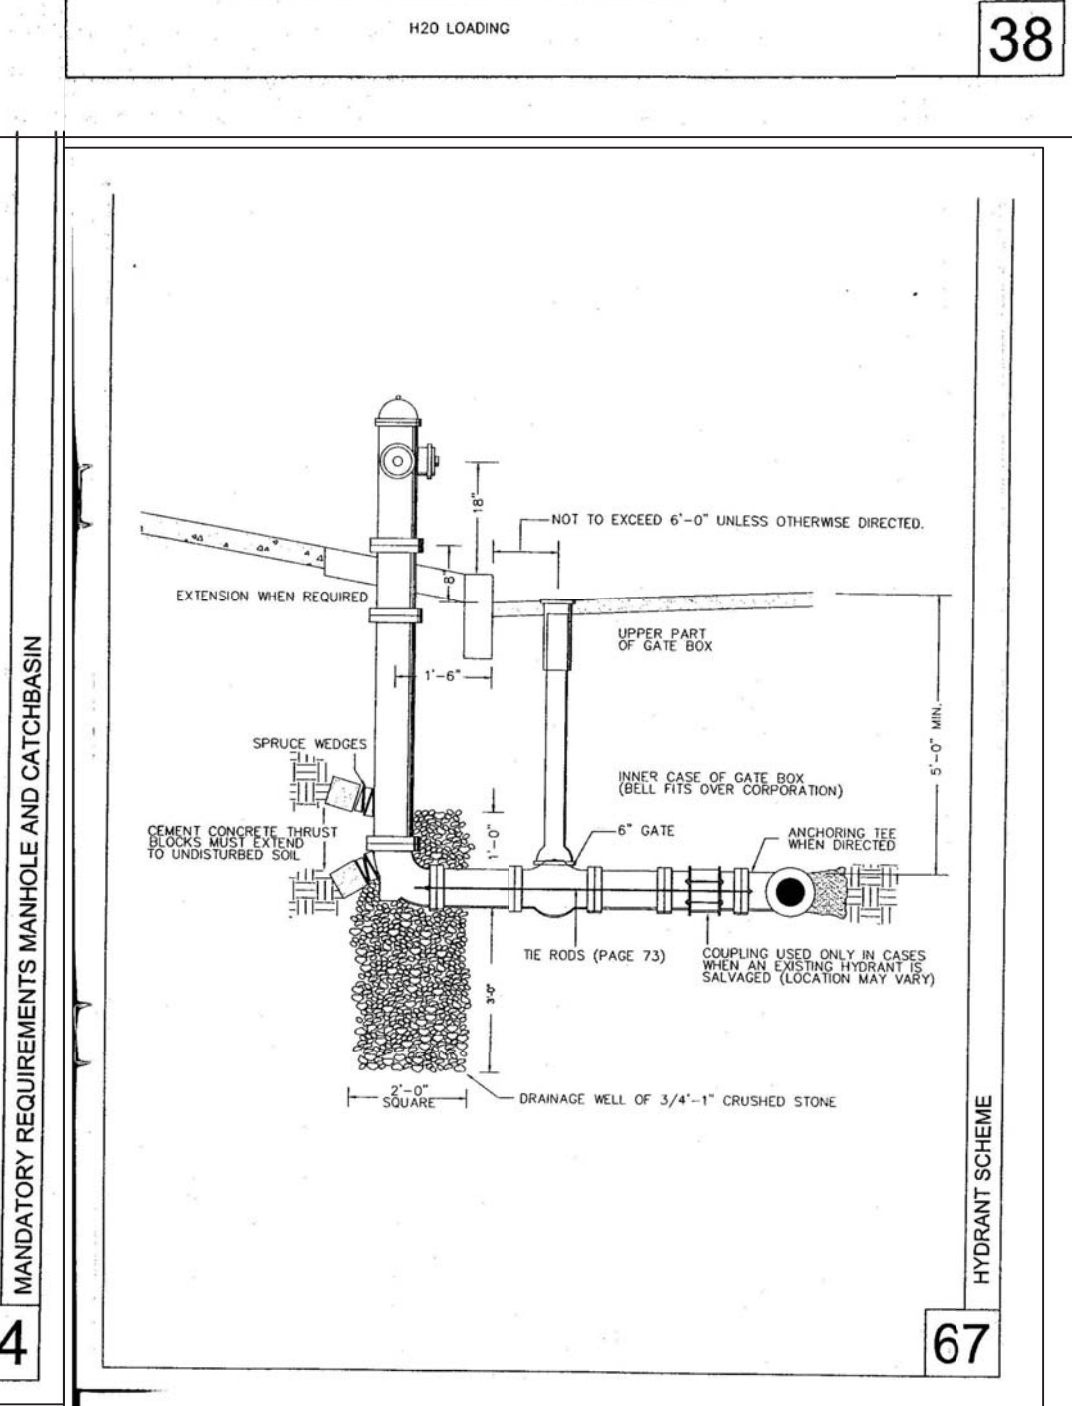 H20 LOADING
38
MANDATORY REQUIREMENTS MANHOLE AND CATCHBASIN
4
18"
NOT TO EXCEED 6'-0" UNLESS OTHERWISE DIRECTED.
8"
EXTENSION WHEN REQUIRED
UPPER PART
OF GATE BOX
1'-6"
5'-0" MIN.
SPRUCE WEDGES
INNER CASE OF GATE BOX
(BELL FITS OVER CORPORATION)
CEMENT CONCRETE THRUST
BLOCKS MUST EXTEND
TO UNDISTURBED SOIL
1'-0"
6" GATE
ANCHORING TEE
WHEN DIRECTED
TIE RODS (PAGE 73)
COUPLING USED ONLY IN CASES
WHEN AN EXISTING HYDRANT IS
SALVAGED (LOCATION MAY VARY)
3'-0"
2'-0"
SQUARE
DRAINAGE WELL OF 3/4"-1" CRUSHED STONE
HYDRANT SCHEME
67